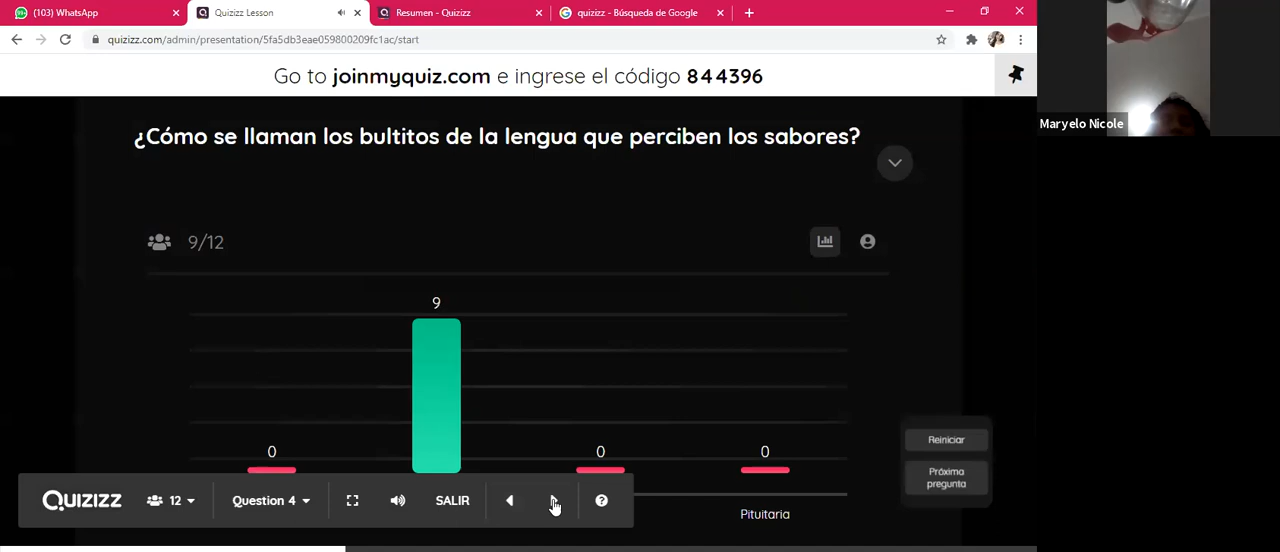 (103) WhatsApp
Quizizz Lesson
Resumen - Quizizz
quizizz - Búsqueda de Google
quizizz.com/admin/presentation/5fa5db3eae059800209fc1ac/start
Go to joinmyquiz.com e ingrese el código 844396
Maryelo Nicole
¿Cómo se llaman los bultitos de la lengua que perciben los sabores?
9/12
9
0
0
0
Reiniciar
Próxima
pregunta
QUIZIZZ
12
Question 4
SALIR
Pituitaria